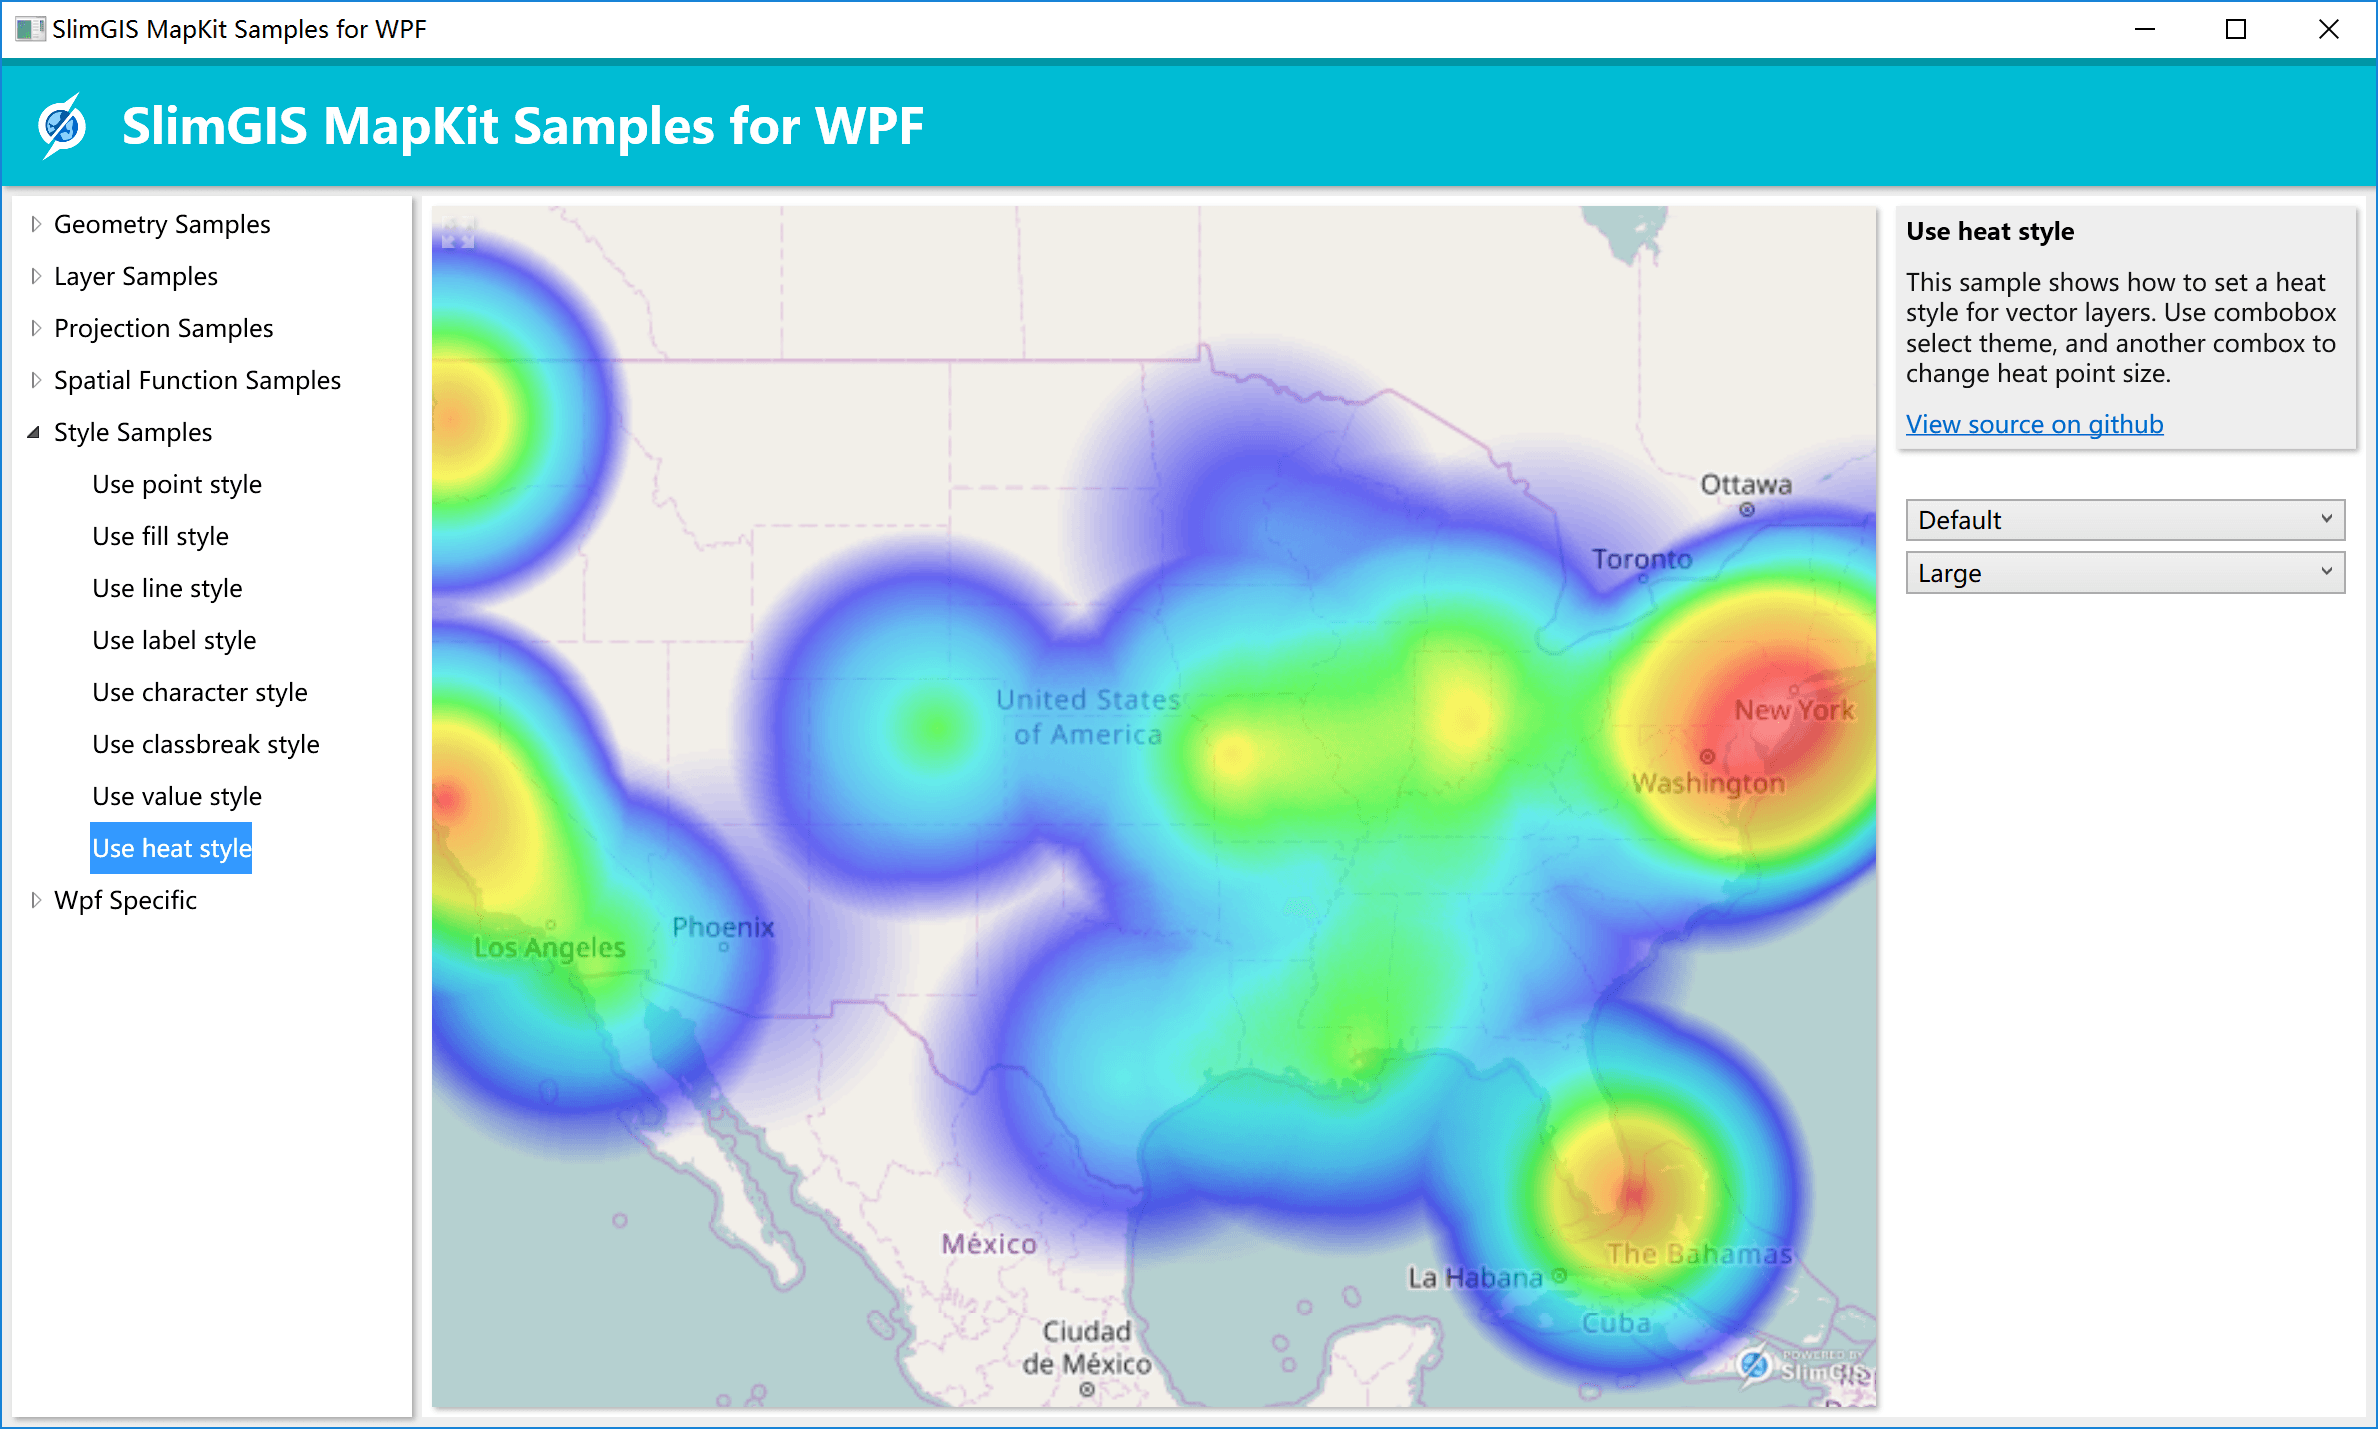 SlimGIS MapKit Samples for WPF
SlimGIS MapKit Samples for WPF
Geometry Samples
Layer Samples
Projection Samples
Spatial Function Samples
Style Samples
Use point style
Use fill style
Use line style
Use label style
Use character style
Use classbreak style
Use value style
Use heat style
Wpf Specific
Ottawa
Toronto
United States
of America
New York
Washington
Phoenix
Los Angeles
México
The Bahamas
La Habana
Cuba
Ciudad
de México
POWERED BY
SlimGIS
Use heat style
This sample shows how to set a heat
style for vector layers. Use combobox
select theme, and another combox to
change heat point size.
View source on github
Default
Large